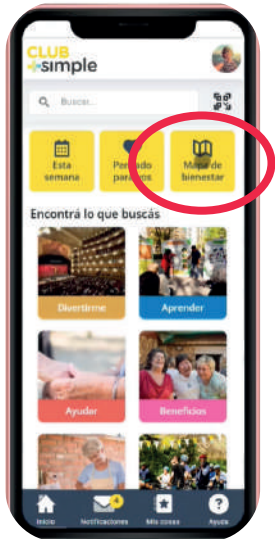 CLUB
+simple
Buscar...
Esta
semana
Pensado
para vos
Mapa de
bienestar
Encontrá lo que buscás
Divertirme
Aprender
Ayudar
Beneficios
4
Inicio
Notificaciones
Mis cosas
Ayuda